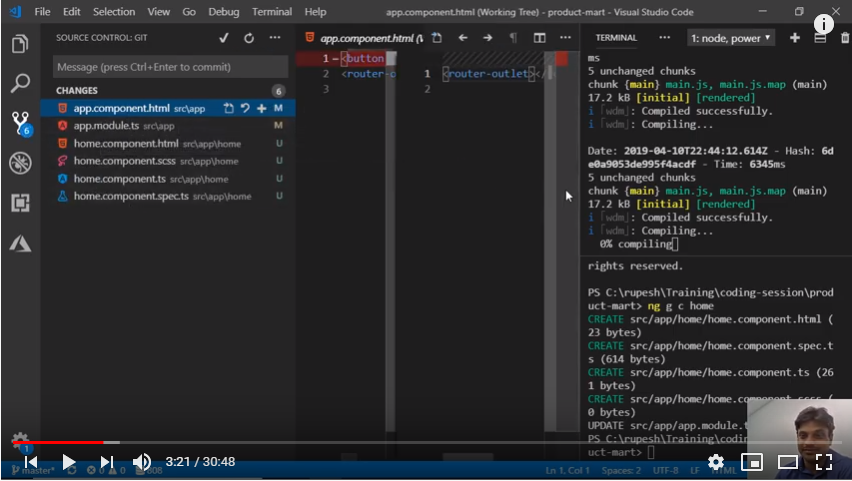 File Edit Selection View Go Debug Terminal Help app.component.html (Working Tree) - product-mart - Visual Studio Code
SOURCE CONTROL: GIT
Message (press Ctrl+Enter to commit)
CHANGES 6
app.component.html src\app M
app.module.ts src\app M
home.component.html src\app\home U
home.component.scss src\app\home U
home.component.ts src\app\home U
home.component.spec.ts src\app\home U
6
1
app.component.html (
1 — <button
2 <router-o
3
1 <router-outlet></
2
TERMINAL 1: node, power
ms
5 unchanged chunks
chunk {main} main.js, main.js.map (main)
17.2 kB [initial] [rendered]
i ｢wdm｣: Compiled successfully.
i ｢wdm｣: Compiling...
Date: 2019-04-10T22:44:12.614Z - Hash: 6d
e0a9053de995f4acdf - Time: 6345ms
5 unchanged chunks
chunk {main} main.js, main.js.map (main)
17.2 kB [initial] [rendered]
i ｢wdm｣: Compiled successfully.
i ｢wdm｣: Compiling...
0% compiling
rights reserved.
PS C:\rupesh\Training\coding-session\prod
uct-mart> ng g c home
CREATE src/app/home/home.component.html (
23 bytes)
CREATE src/app/home/home.component.spec.t
s (614 bytes)
CREATE src/app/home/home.component.ts (26
1 bytes)
CREATE src/app/home/home.component.scss (
0 bytes)
UPDATE src/app/app.module.t
PS C:\rupesh\Training\
uct-mart>
3:21 / 30:48
master* 0 0 808 Ln 1, Col 1 Spaces: 2 UTF-8 LF HTML